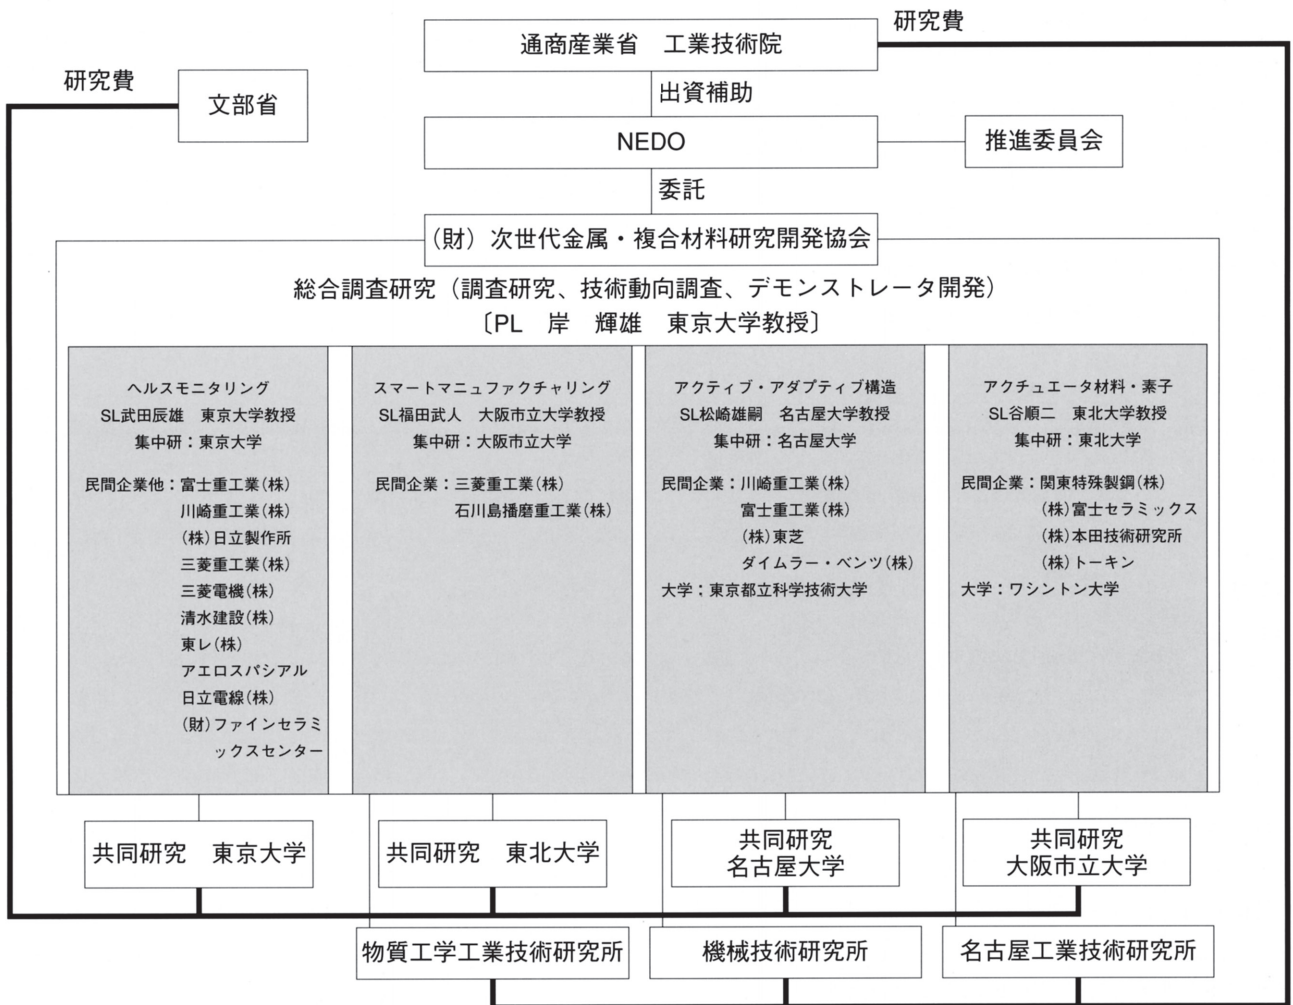 研究費
通商産業省　工業技術院
研究費
文部省
出資補助
NEDO
推進委員会
委託
(財) 次世代金属・複合材料研究開発協会
総合調査研究（調査研究、技術動向調査、デモンストレータ開発）
〔PL　岸　輝雄　東京大学教授〕
ヘルスモニタリング
SL武田辰雄　東京大学教授
集中研：東京大学
民間企業他：富士重工業(株)
川崎重工業(株)
(株)日立製作所
三菱重工業(株)
三菱電機(株)
清水建設(株)
東レ(株)
アエロスパシアル
日立電線(株)
(財)ファインセラミ
ックスセンター
スマートマニュファクチャリング
SL福田武人　大阪市立大学教授
集中研：大阪市立大学
民間企業：三菱重工業(株)
石川島播磨重工業(株)
アクティブ・アダプティブ構造
SL松崎雄嗣　名古屋大学教授
集中研：名古屋大学
民間企業：川崎重工業(株)
富士重工業(株)
(株)東芝
ダイムラー・ベンツ(株)
大学；東京都立科学技術大学
アクチュエータ材料・素子
SL谷順二　東北大学教授
集中研：東北大学
民間企業：関東特殊製鋼(株)
(株)富士セラミックス
(株)本田技術研究所
(株)トーキン
大学：ワシントン大学
共同研究　東京大学
共同研究　東北大学
共同研究
名古屋大学
共同研究
大阪市立大学
物質工学工業技術研究所
機械技術研究所
名古屋工業技術研究所